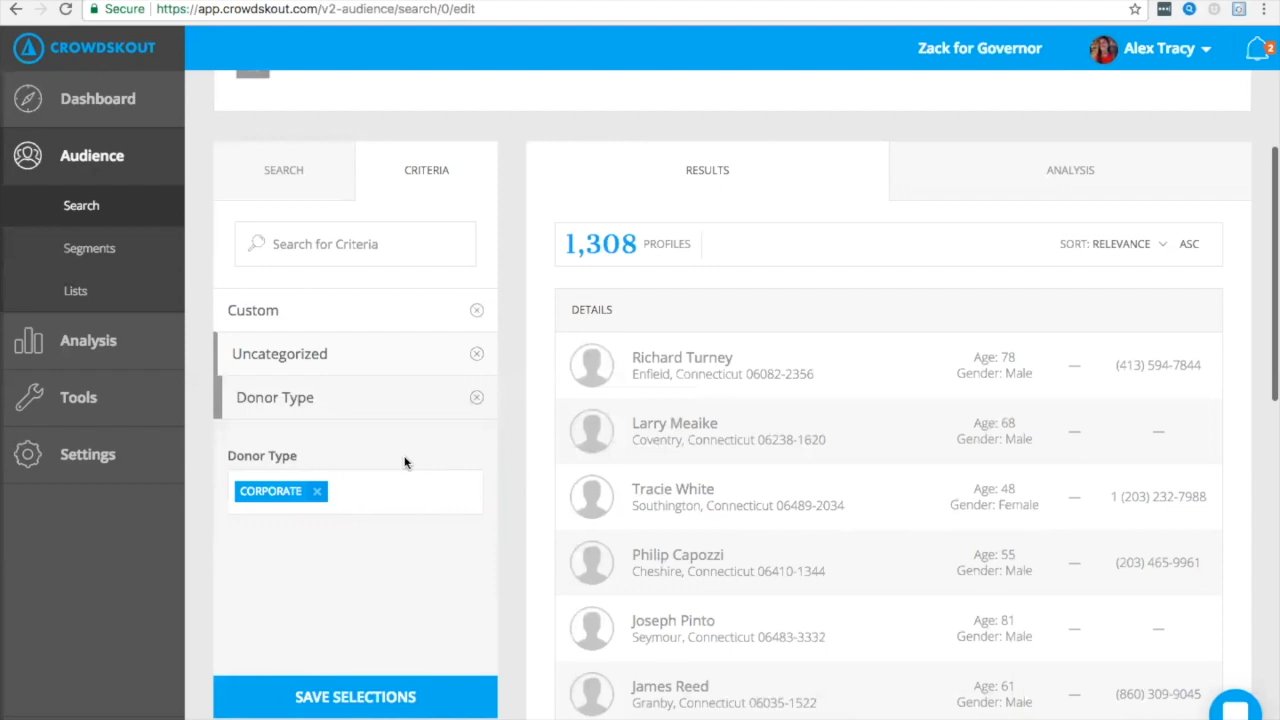 Secure https://app.crowdskout.com/v2-audience/search/0/edit
CROWDSKOUT
Zack for Governor
Alex Tracy
2
Dashboard
Audience
Search
Segments
Lists
Analysis
Tools
Settings
SEARCH
CRITERIA
Search for Criteria
Custom
Uncategorized
Donor Type
Donor Type
CORPORATE ×
SAVE SELECTIONS
RESULTS
ANALYSIS
1,308 PROFILES
SORT: RELEVANCE ASC
DETAILS
Richard Turney
Enfield, Connecticut 06082-2356
Age: 78
Gender: Male
—
(413) 594-7844
Larry Meaike
Coventry, Connecticut 06238-1620
Age: 68
Gender: Male
—
—
Tracie White
Southington, Connecticut 06489-2034
Age: 48
Gender: Female
—
1 (203) 232-7988
Philip Capozzi
Cheshire, Connecticut 06410-1344
Age: 55
Gender: Male
—
(203) 465-9961
Joseph Pinto
Seymour, Connecticut 06483-3332
Age: 81
Gender: Male
—
—
James Reed
Granby, Connecticut 06035-1522
Age: 61
Gender: Male
—
(860) 309-9045